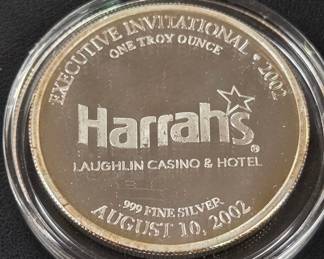 EXECUTIVE INVITATIONAL • 2002
ONE TROY OUNCE
Harrah's®
LAUGHLIN CASINO & HOTEL
.999 FINE SILVER
AUGUST 10, 2002